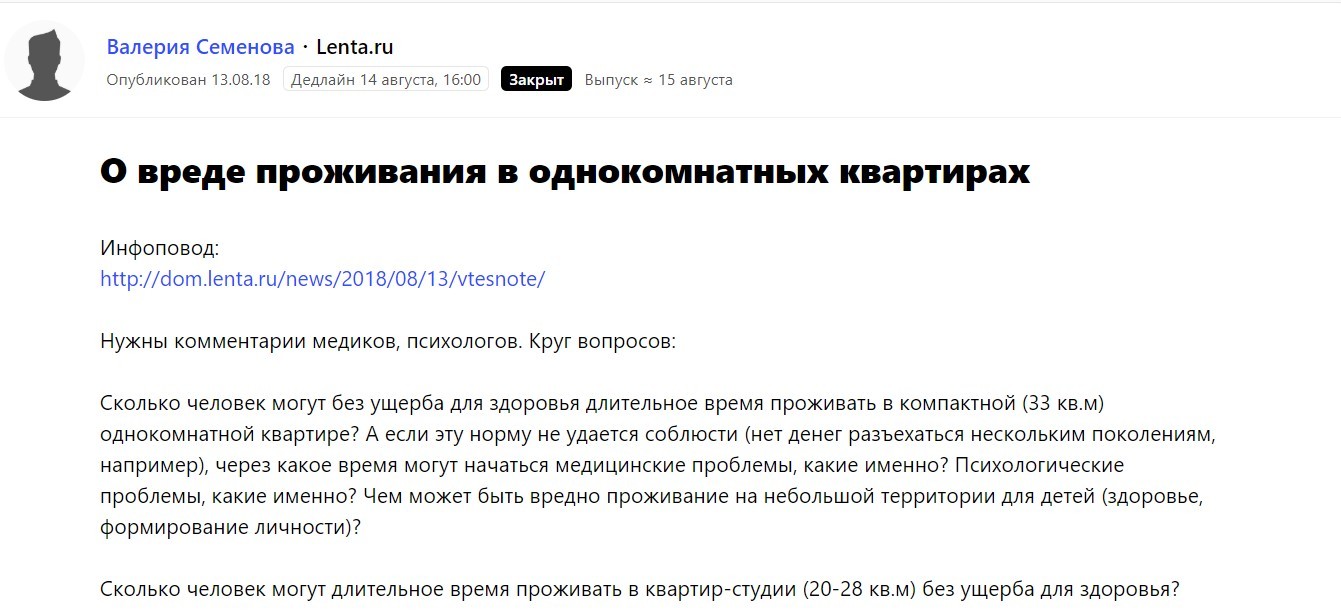 Валерия Семенова · Lenta.ru
Опубликован 13.08.18 Дедлайн 14 августа, 16:00 Закрыт Выпуск ≈ 15 августа
О вреде проживания в однокомнатных квартирах
Инфоповод:
http://dom.lenta.ru/news/2018/08/13/vtesnote/
Нужны комментарии медиков, психологов. Круг вопросов:
Сколько человек могут без ущерба для здоровья длительное время проживать в компактной (33 кв.м)
однокомнатной квартире? А если эту норму не удается соблюсти (нет денег разъехаться нескольким поколениям,
например), через какое время могут начаться медицинские проблемы, какие именно? Психологические
проблемы, какие именно? Чем может быть вредно проживание на небольшой территории для детей (здоровье,
формирование личности)?
Сколько человек могут длительное время проживать в квартир-студии (20-28 кв.м) без ущерба для здоровья?